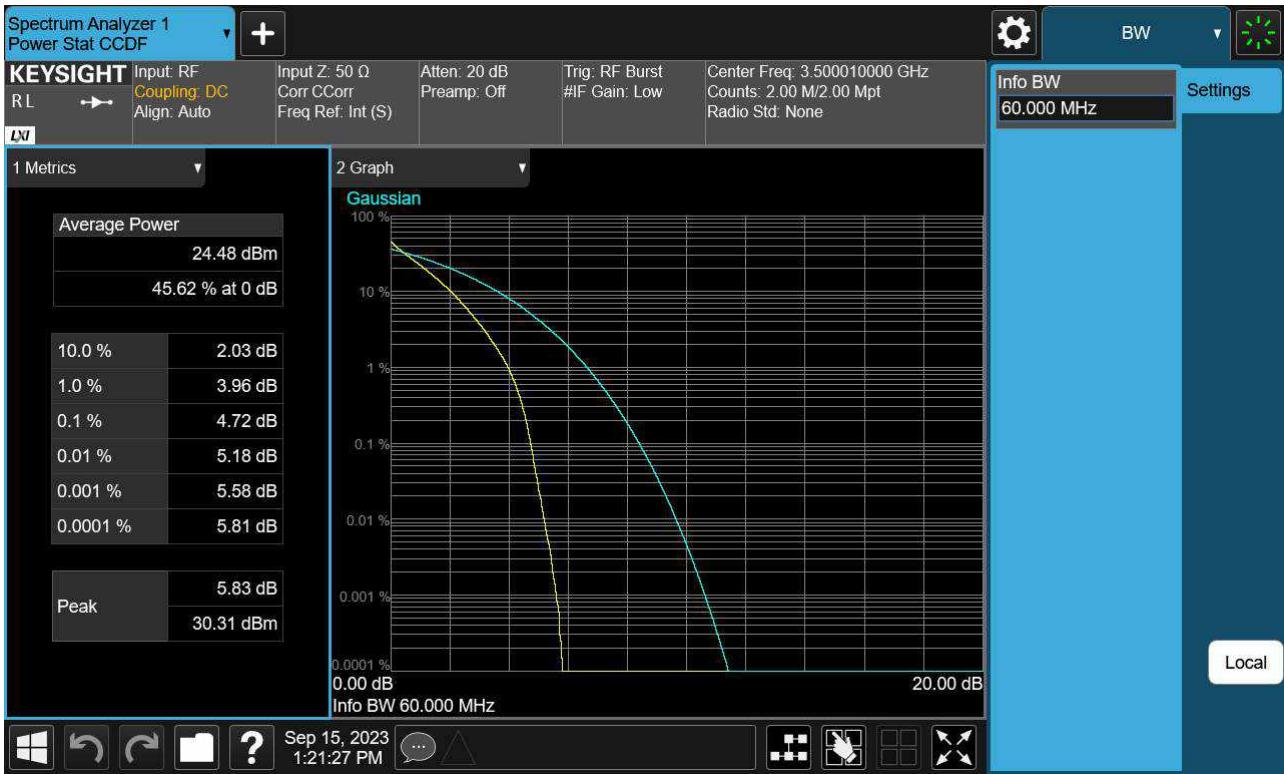 Spectrum Analyzer 1
Power Stat CCDF
▼
+
BW
▼
KEYSIGHT
RL
LXI
Input: RF
Coupling: DC
Align: Auto
Input Z: 50 Ω
Corr CCorr
Freq Ref: Int (S)
Atten: 20 dB
Preamp: Off
Trig: RF Burst
#IF Gain: Low
Center Freq: 3.500010000 GHz
Counts: 2.00 M/2.00 Mpt
Radio Std: None
Info BW
60.000 MHz
Settings
1 Metrics ▼
Average Power
24.48 dBm
45.62 % at 0 dB
10.0 % 2.03 dB
1.0 % 3.96 dB
0.1 % 4.72 dB
0.01 % 5.18 dB
0.001 % 5.58 dB
0.0001 % 5.81 dB
Peak
5.83 dB
30.31 dBm
2 Graph ▼
Gaussian
100 %
10 %
1 %
0.1 %
0.01 %
0.001 %
0.0001 %
0.00 dB 20.00 dB
Info BW 60.000 MHz
Local
?
Sep 15, 2023
1:21:27 PM